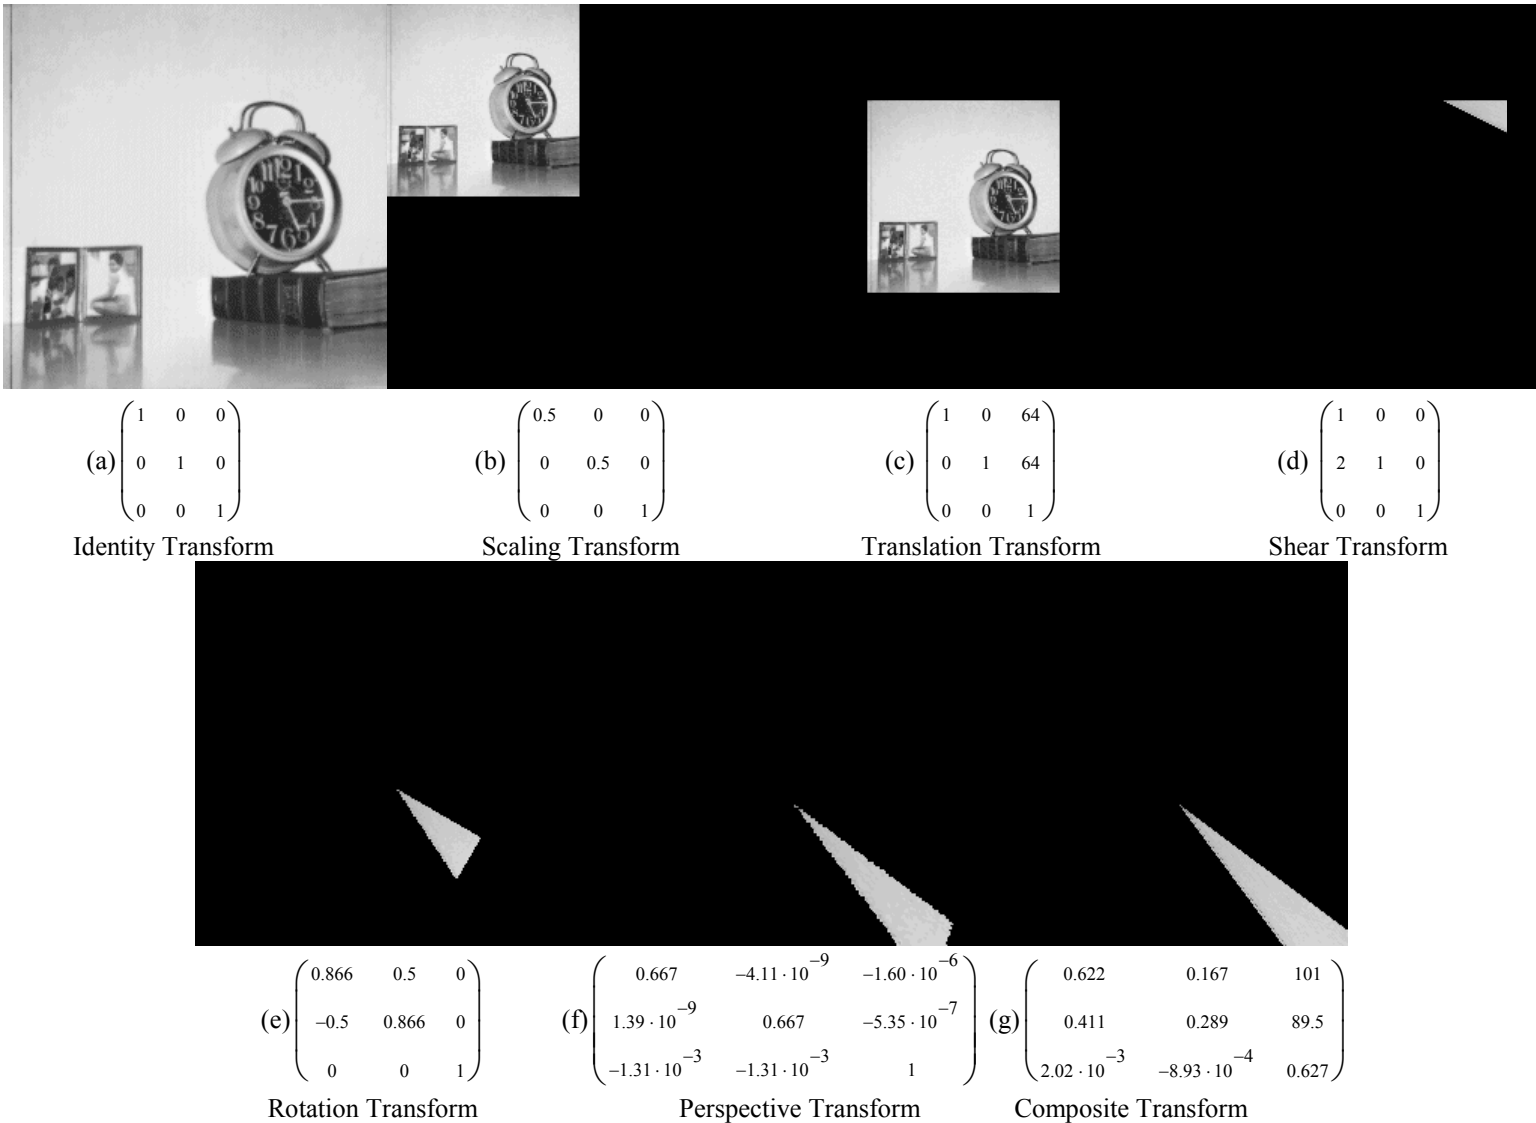 (a) ( 1 0 0
0 1 0
0 0 1 )
Identity Transform
(b) ( 0.5 0 0
0 0.5 0
0 0 1 )
Scaling Transform
(c) ( 1 0 64
0 1 64
0 0 1 )
Translation Transform
(d) ( 1 0 0
2 1 0
0 0 1 )
Shear Transform
(e) ( 0.866 0.5 0
−0.5 0.866 0
0 0 1 )
Rotation Transform
(f) ( 0.667 −4.11 · 10⁻⁹ −1.60 · 10⁻⁶
1.39 · 10⁻⁹ 0.667 −5.35 · 10⁻⁷
−1.31 · 10⁻³ −1.31 · 10⁻³ 1 )
Perspective Transform
(g) ( 0.622 0.167 101
0.411 0.289 89.5
2.02 · 10⁻³ −8.93 · 10⁻⁴ 0.627 )
Composite Transform